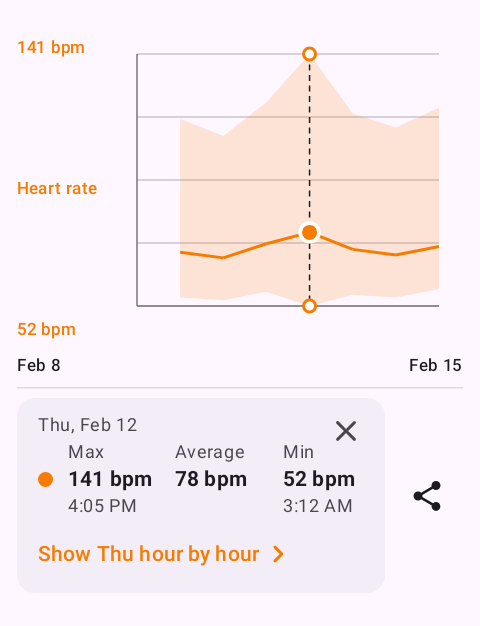 141 bpm
Heart rate
52 bpm
Feb 8 Feb 15
Thu, Feb 12
Max Average Min
141 bpm 78 bpm 52 bpm
4:05 PM 3:12 AM
Show Thu hour by hour